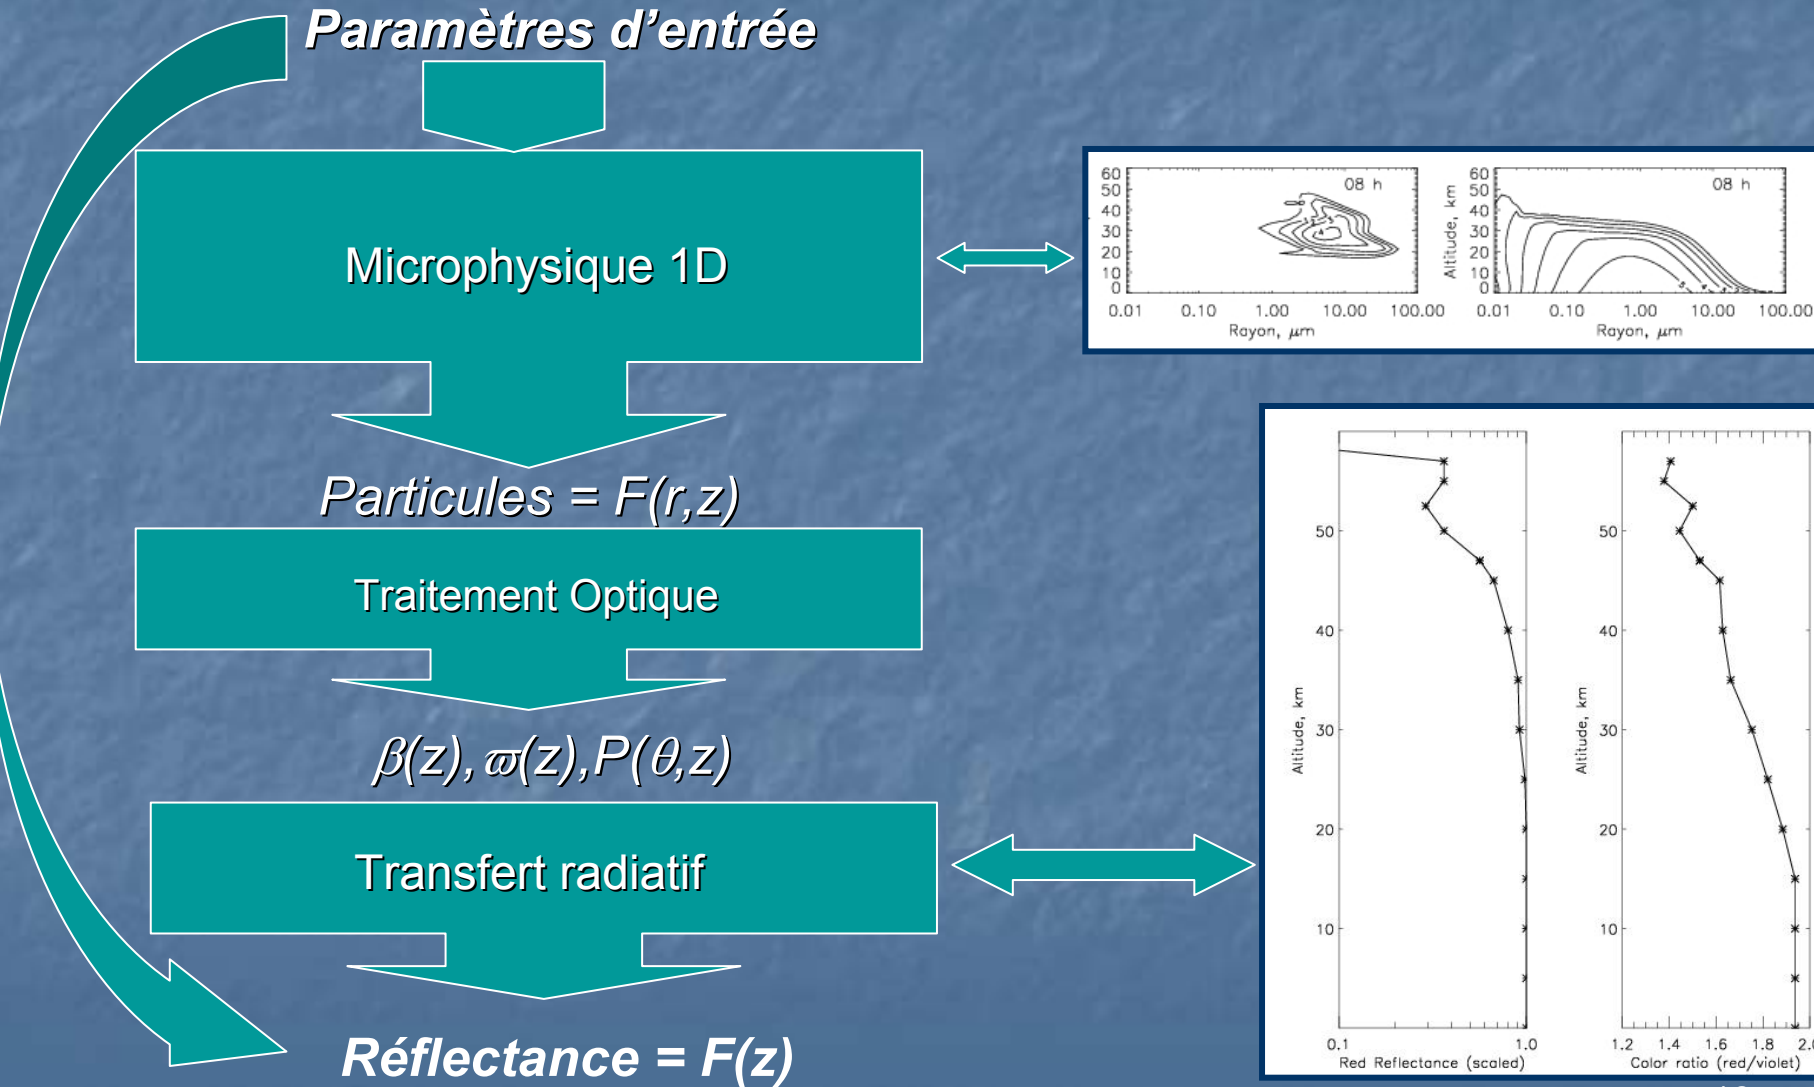 Paramètres d'entrée
Microphysique 1D
Particules = F(r,z)
Traitement Optique
β(z), ϖ(z),P(θ,z)
Transfert radiatif
Réflectance = F(z)
08 h
60
50
40
30
20
10
0
0.01 0.10 1.00 10.00 100.00
Rayon, μm
08 h
Altitude, km
60
50
40
30
20
10
0
0.01 0.10 1.00 10.00 100.00
Rayon, μm
Altitude, km
50
40
30
20
10
0.1 1.0
Red Reflectance (scaled)
Altitude, km
50
40
30
20
10
1.2 1.4 1.6 1.8 2.0
Color ratio (red/violet)